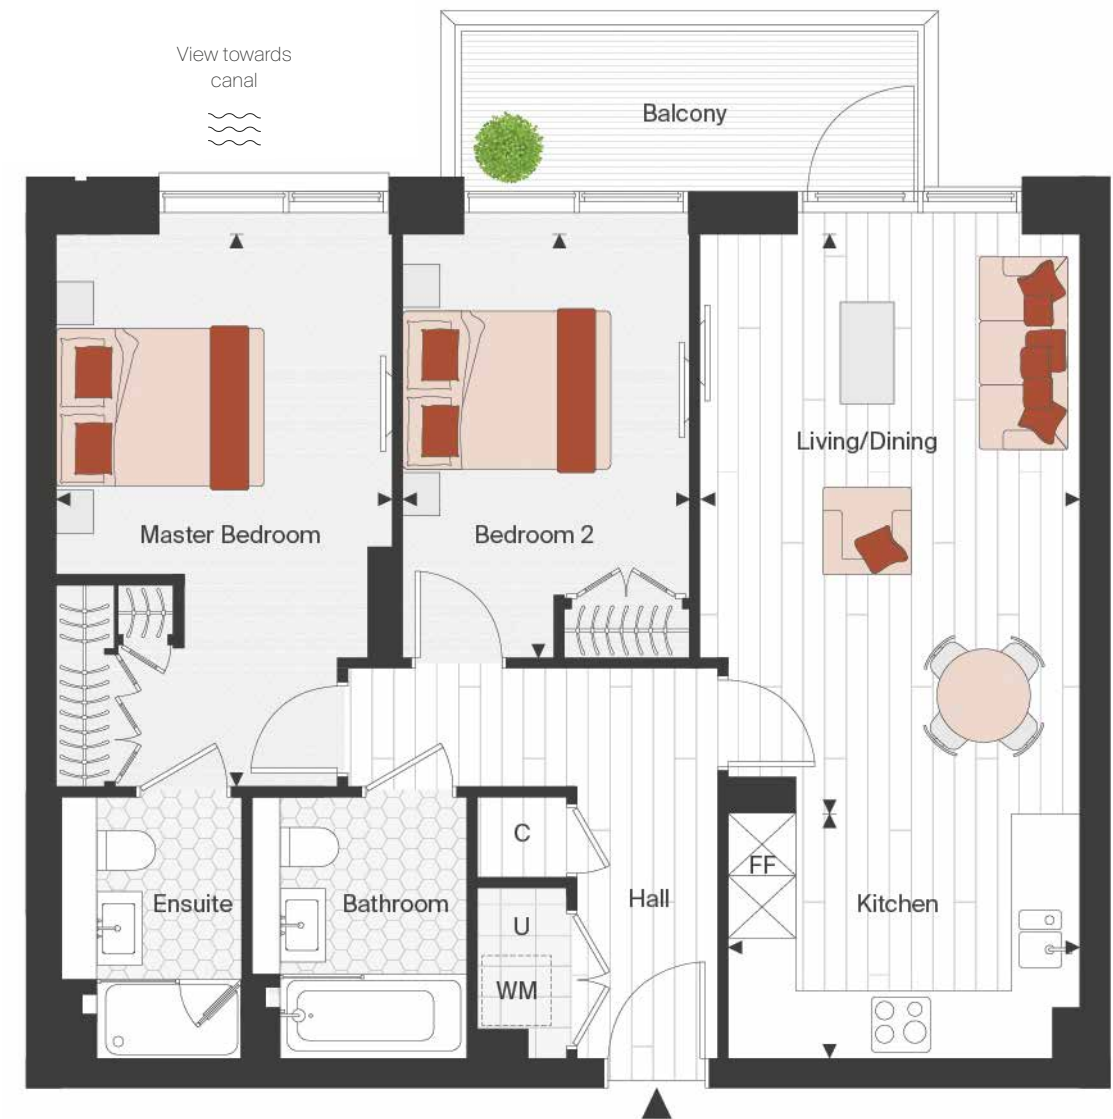 View towards
canal
Balcony
Living/Dining
Master Bedroom
Bedroom 2
C
FF
Ensuite
Bathroom
Hall
Kitchen
U
WM